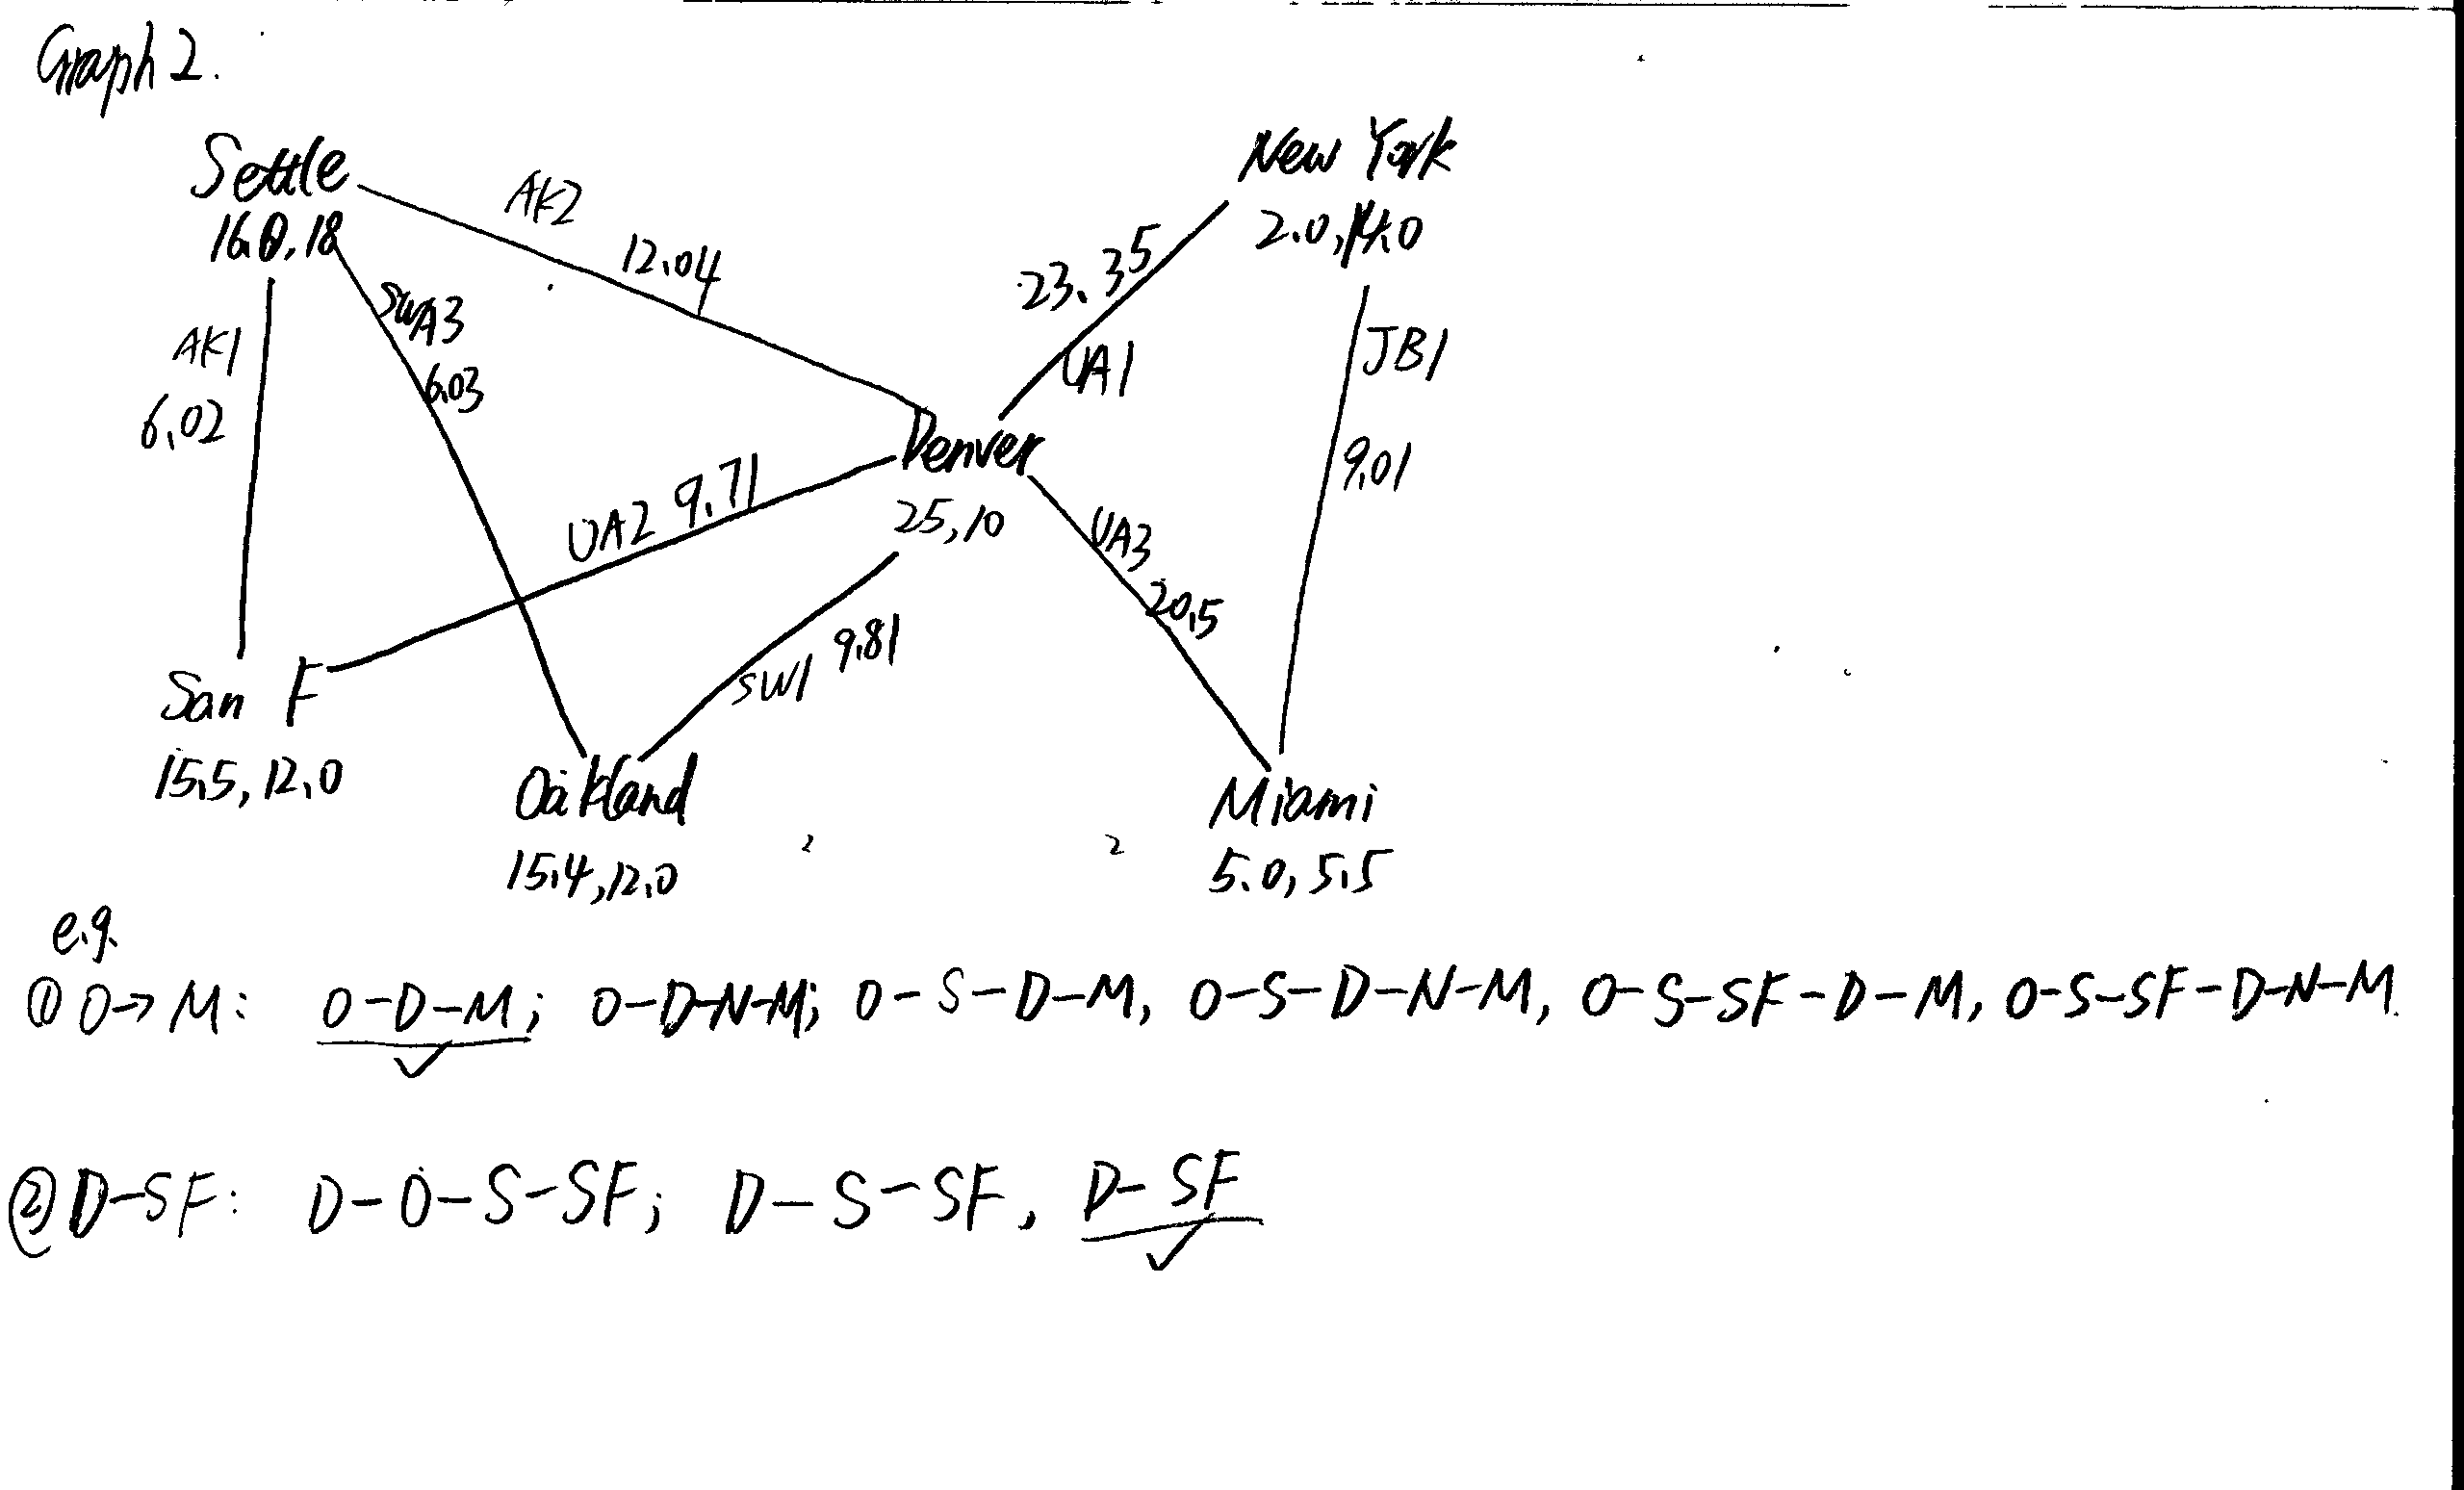 Graph 2.
Settle
16.0, 18
New York
2.0, 14.0
AK2
12.04
23.35
UA1
SWA3
6.03
AK1
6.02
JB1
9.01
Denver
25, 10
UA2 9.71
UA3
20.5
SW1 9.81
San F
15.5, 12.0
Oakland
15.4, 12.0
Miami
5.0, 5.5
e.g.
① O→M: O-D-M; O-D-N-M; O-S-D-M, O-S-D-N-M, O-S-SF-D-M, O-S-SF-D-N-M.
② D-SF: D-O-S-SF; D-S-SF, D-SF